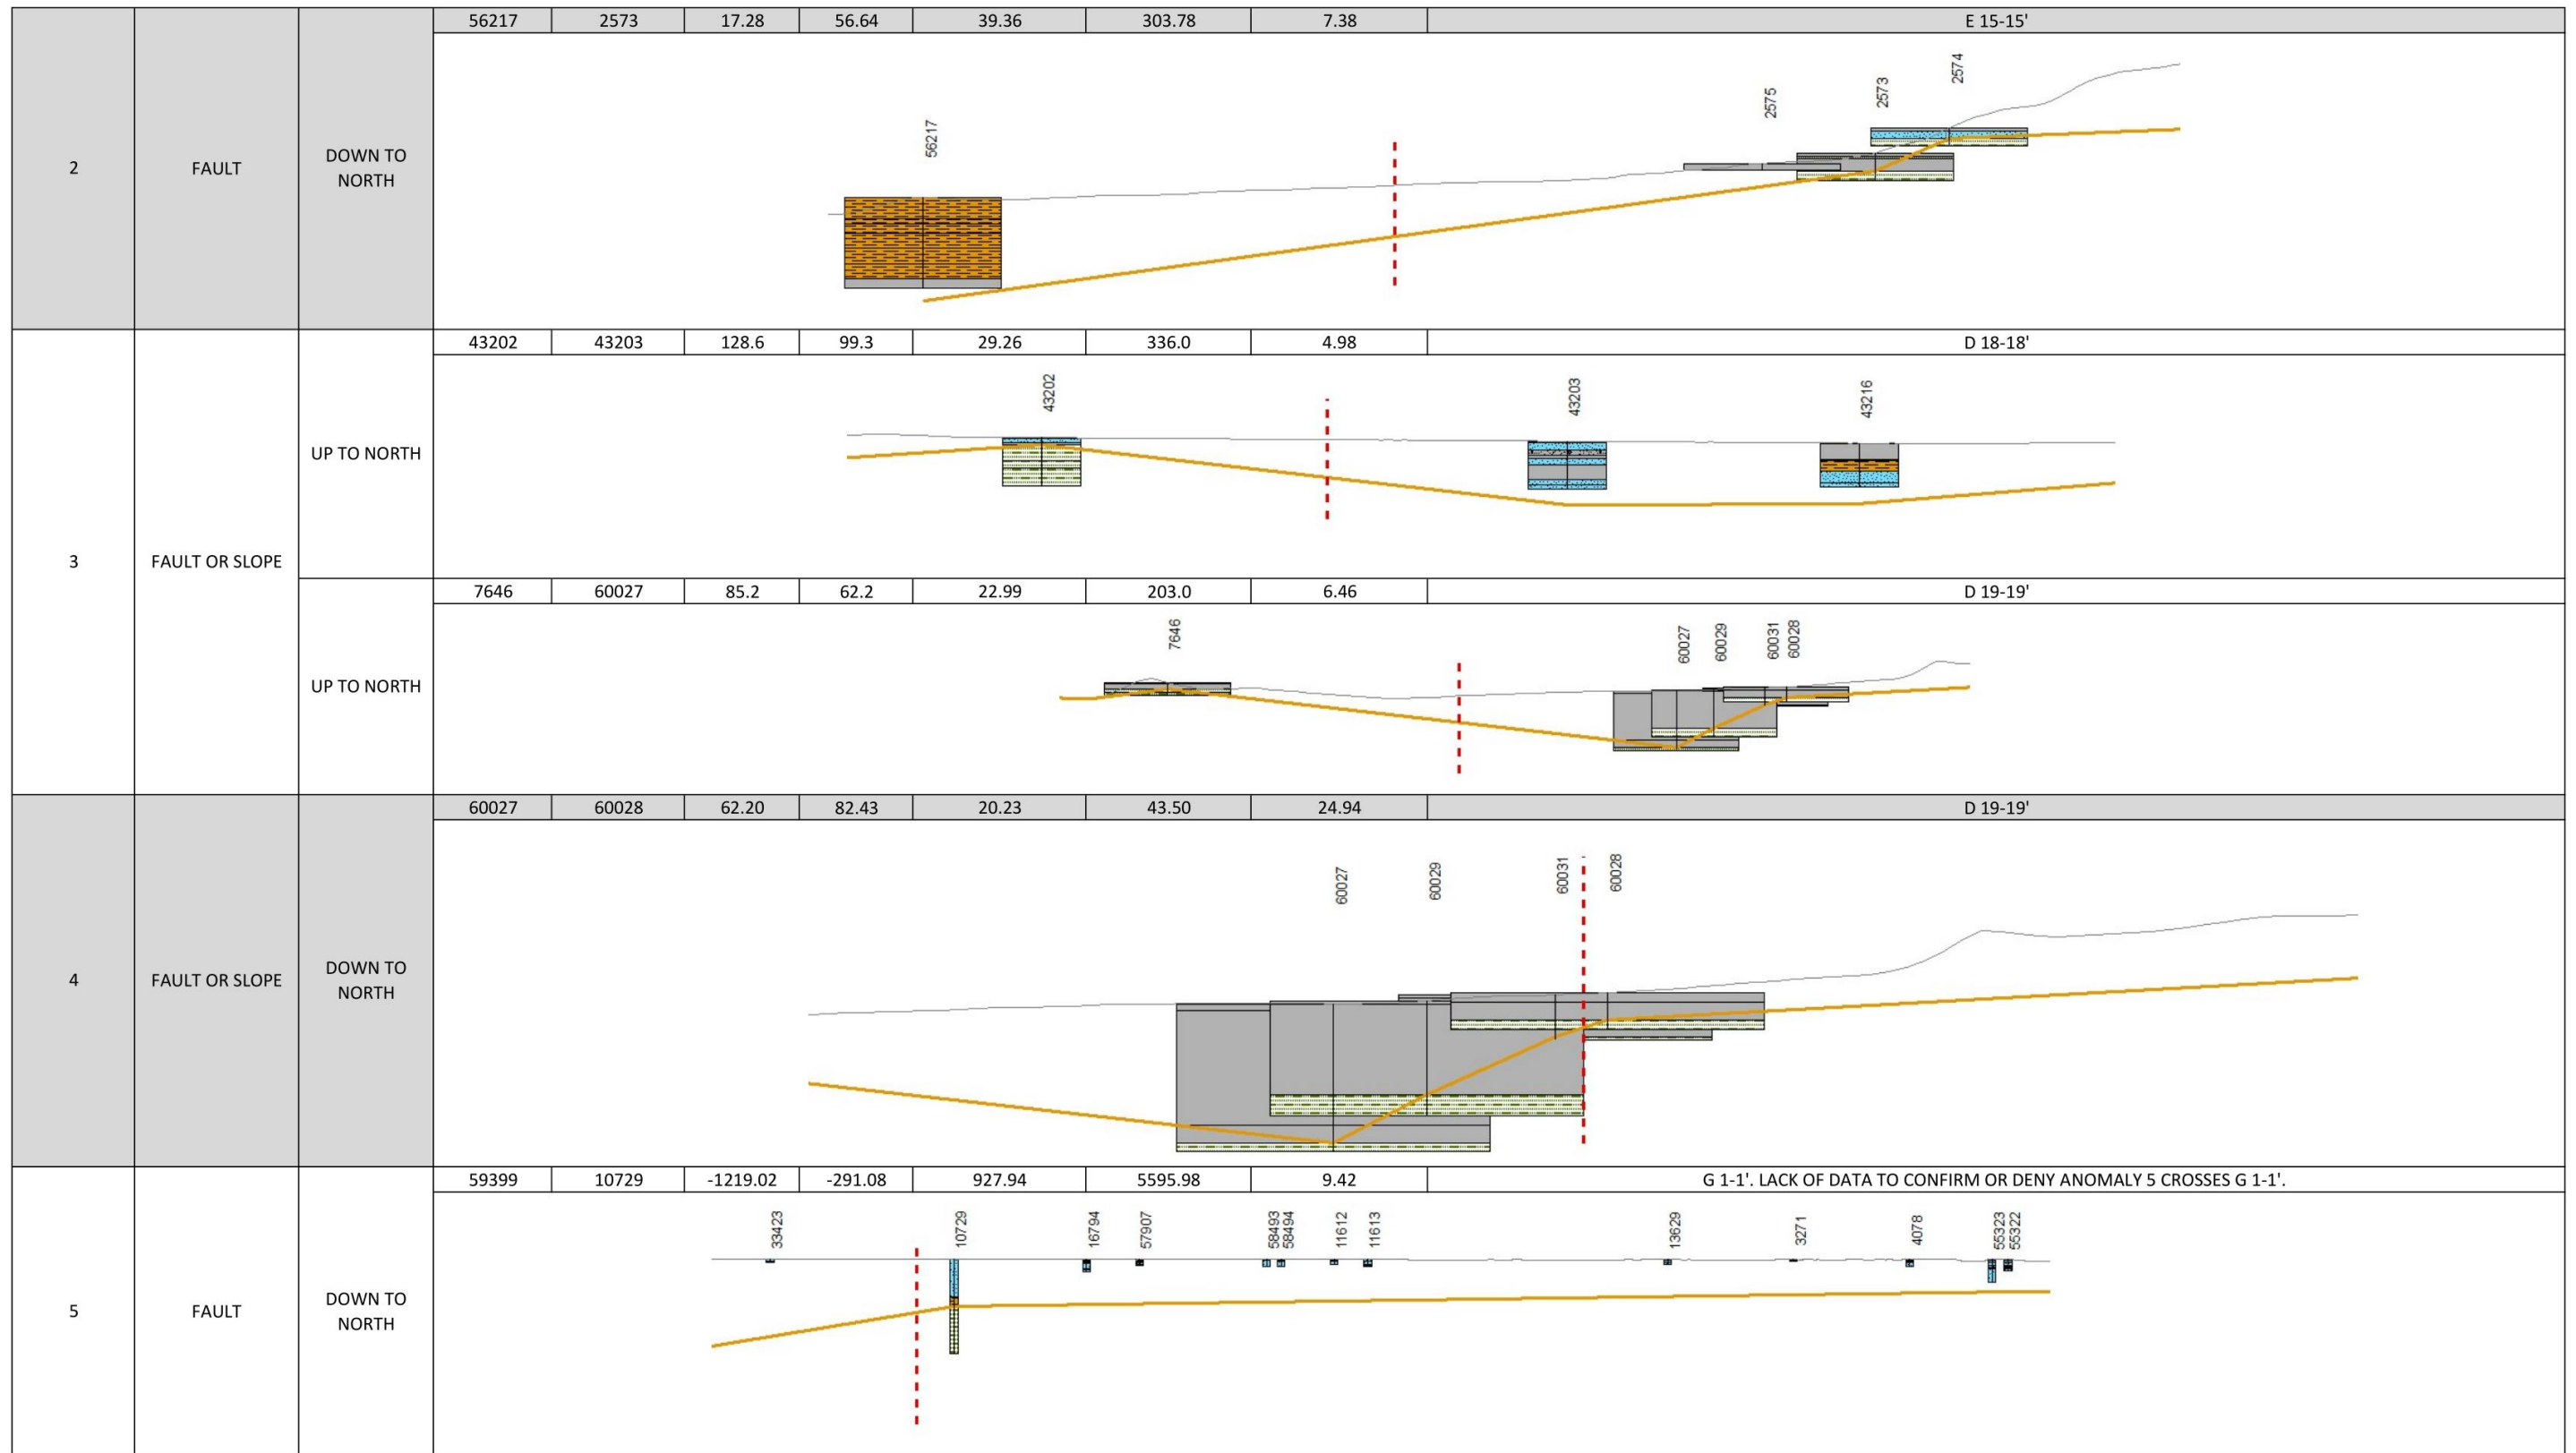 56217 2573 17.28 56.64 39.36 303.78 7.38 E 15-15'
2 FAULT DOWN TO
NORTH
56217 2575 2573 2574
43202 43203 128.6 99.3 29.26 336.0 4.98 D 18-18'
3 FAULT OR SLOPE
UP TO NORTH
43202 43203 43216
7646 60027 85.2 62.2 22.99 203.0 6.46 D 19-19'
UP TO NORTH
7646 60027 60029 60031 60028
60027 60028 62.20 82.43 20.23 43.50 24.94 D 19-19'
4 FAULT OR SLOPE DOWN TO
NORTH
60027 60029 60031 60028
59399 10729 -1219.02 -291.08 927.94 5595.98 9.42 G 1-1'. LACK OF DATA TO CONFIRM OR DENY ANOMALY 5 CROSSES G 1-1'.
5 FAULT DOWN TO
NORTH
33423 10729 16794 57907 58493 58494 11612 11613 13629 3271 4078 55323 55322